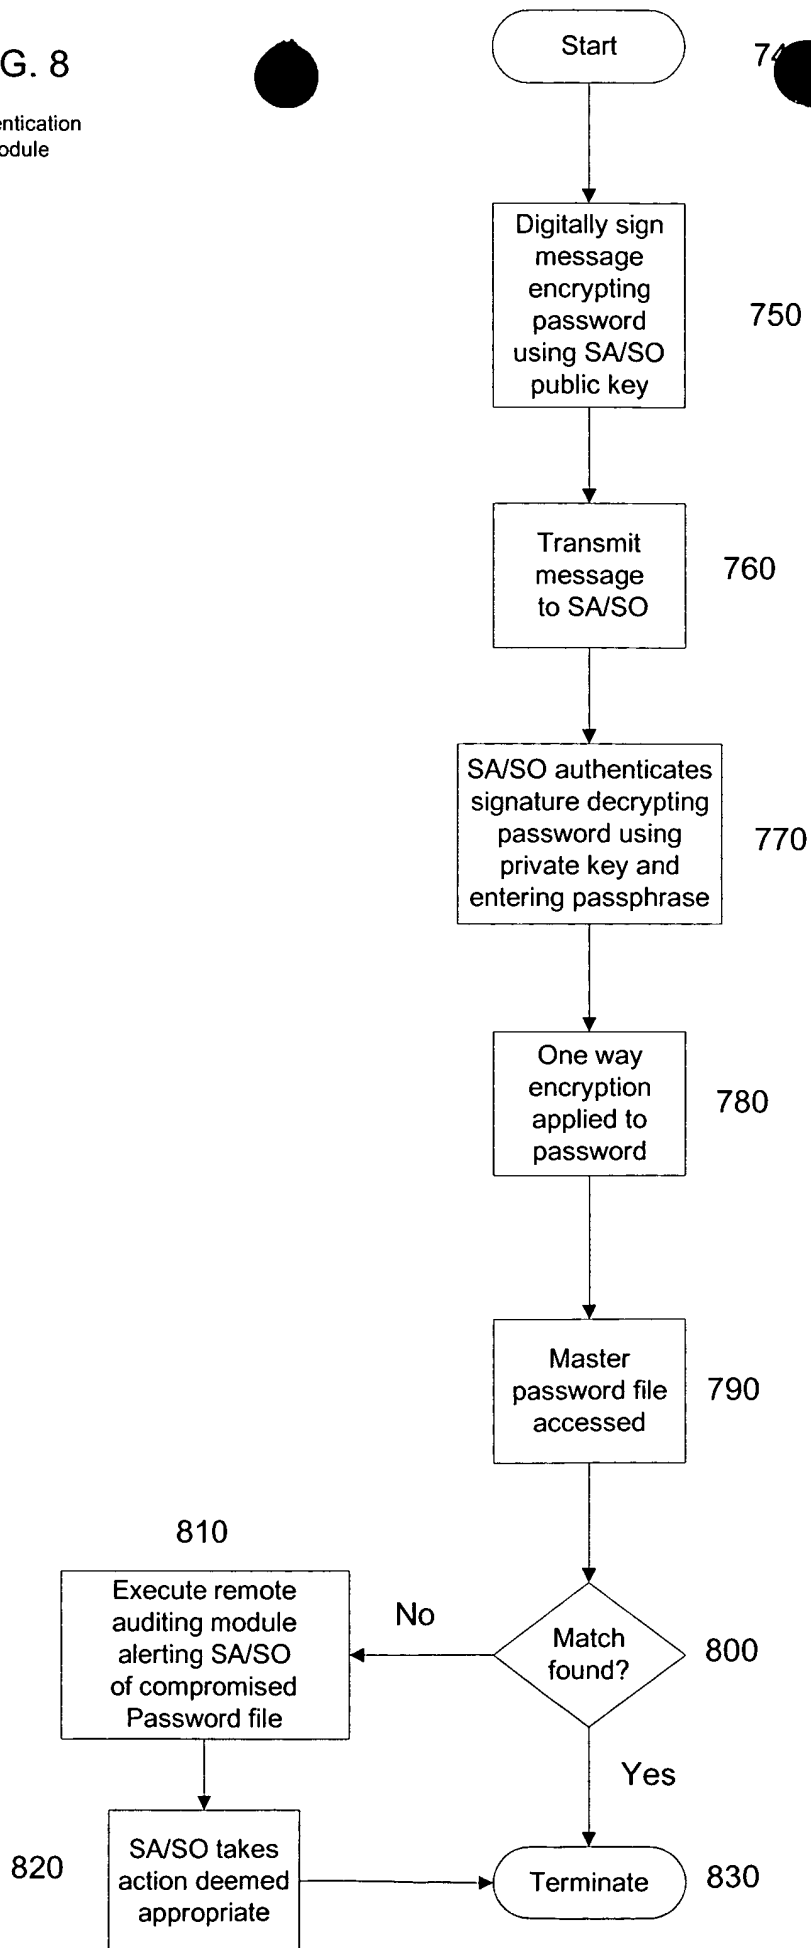 G. 8
Start
74
entication
odule
Digitally sign
message
encrypting
password
using SA/SO
public key
750
Transmit
message
to SA/SO
760
SA/SO authenticates
signature decrypting
password using
private key and
entering passphrase
770
One way
encryption
applied to
password
780
Master
password file
accessed
790
810
Execute remote
auditing module
alerting SA/SO
of compromised
Password file
No
Match
found?
800
Yes
820
SA/SO takes
action deemed
appropriate
Terminate
830